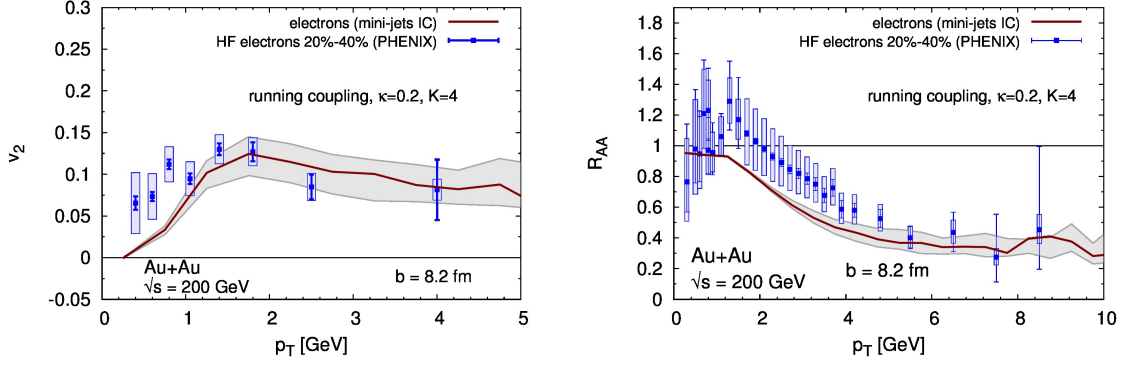 0.3
0.25
0.2
0.15
0.1
0.05
0
-0.05
v2
electrons (mini-jets IC)
HF electrons 20%-40% (PHENIX)
running coupling, κ=0.2, K=4
Au+Au
√s = 200 GeV
b = 8.2 fm
0 1 2 3 4 5
pT [GeV]
1.8
1.6
1.4
1.2
1
0.8
0.6
0.4
0.2
0
RAA
electrons (mini-jets IC)
HF electrons 20%-40% (PHENIX)
running coupling, κ=0.2, K=4
Au+Au
√s = 200 GeV
b = 8.2 fm
0 2 4 6 8 10
pT [GeV]